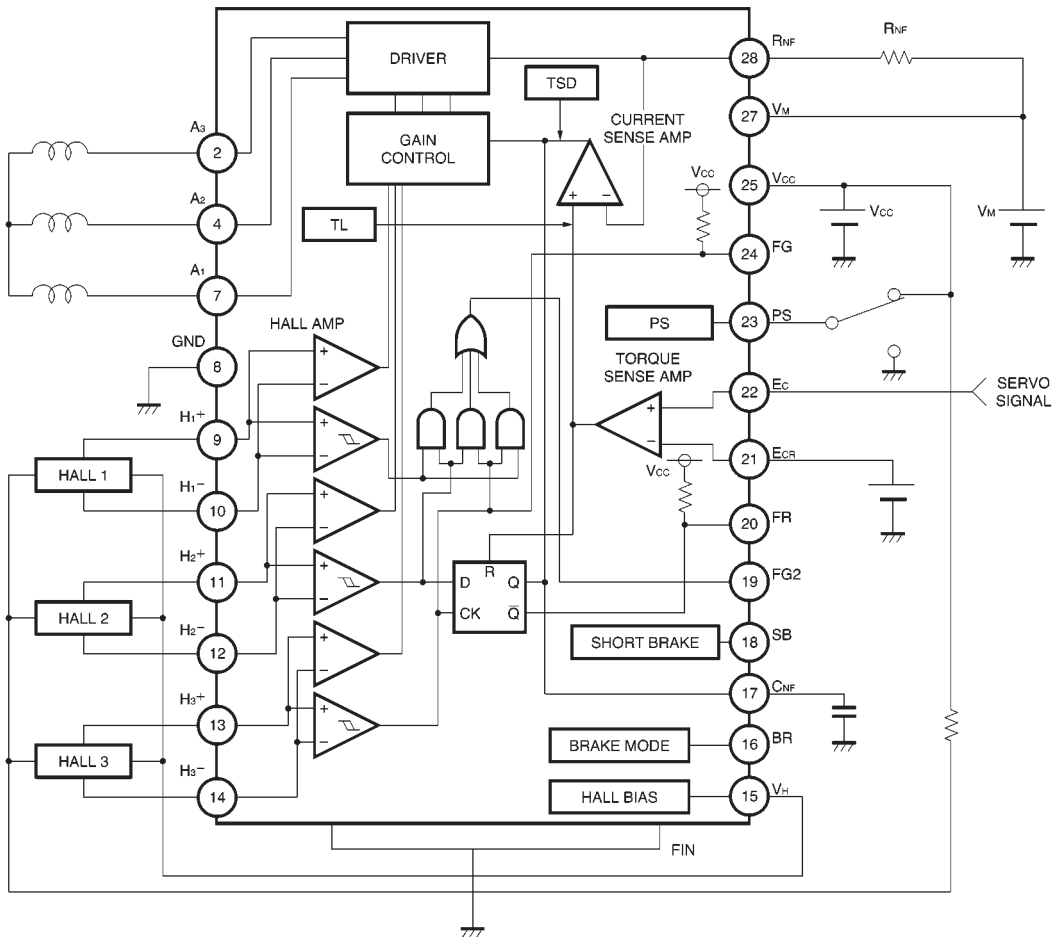 DRIVER
TSD
CURRENT
SENSE AMP
GAIN
CONTROL
TL
HALL AMP
TORQUE
SENSE AMP
PS
Vcc
Vcc
+
−
+
−
+
−
+
−
+
−
+
−
+
−
+
−
+
−
R
D
Q
CK
Q̅
SHORT BRAKE
BRAKE MODE
HALL BIAS
FIN
A3
2
A2
4
A1
7
GND
8
H1+
9
H1−
10
H2+
11
H2−
12
H3+
13
H3−
14
HALL 1
HALL 2
HALL 3
28
RNF
RNF
27
VM
25
Vcc
Vcc
VM
24
FG
23
PS
22
Ec
SERVO
SIGNAL
21
ECR
20
FR
19
FG2
18
SB
17
CNF
16
BR
15
VH